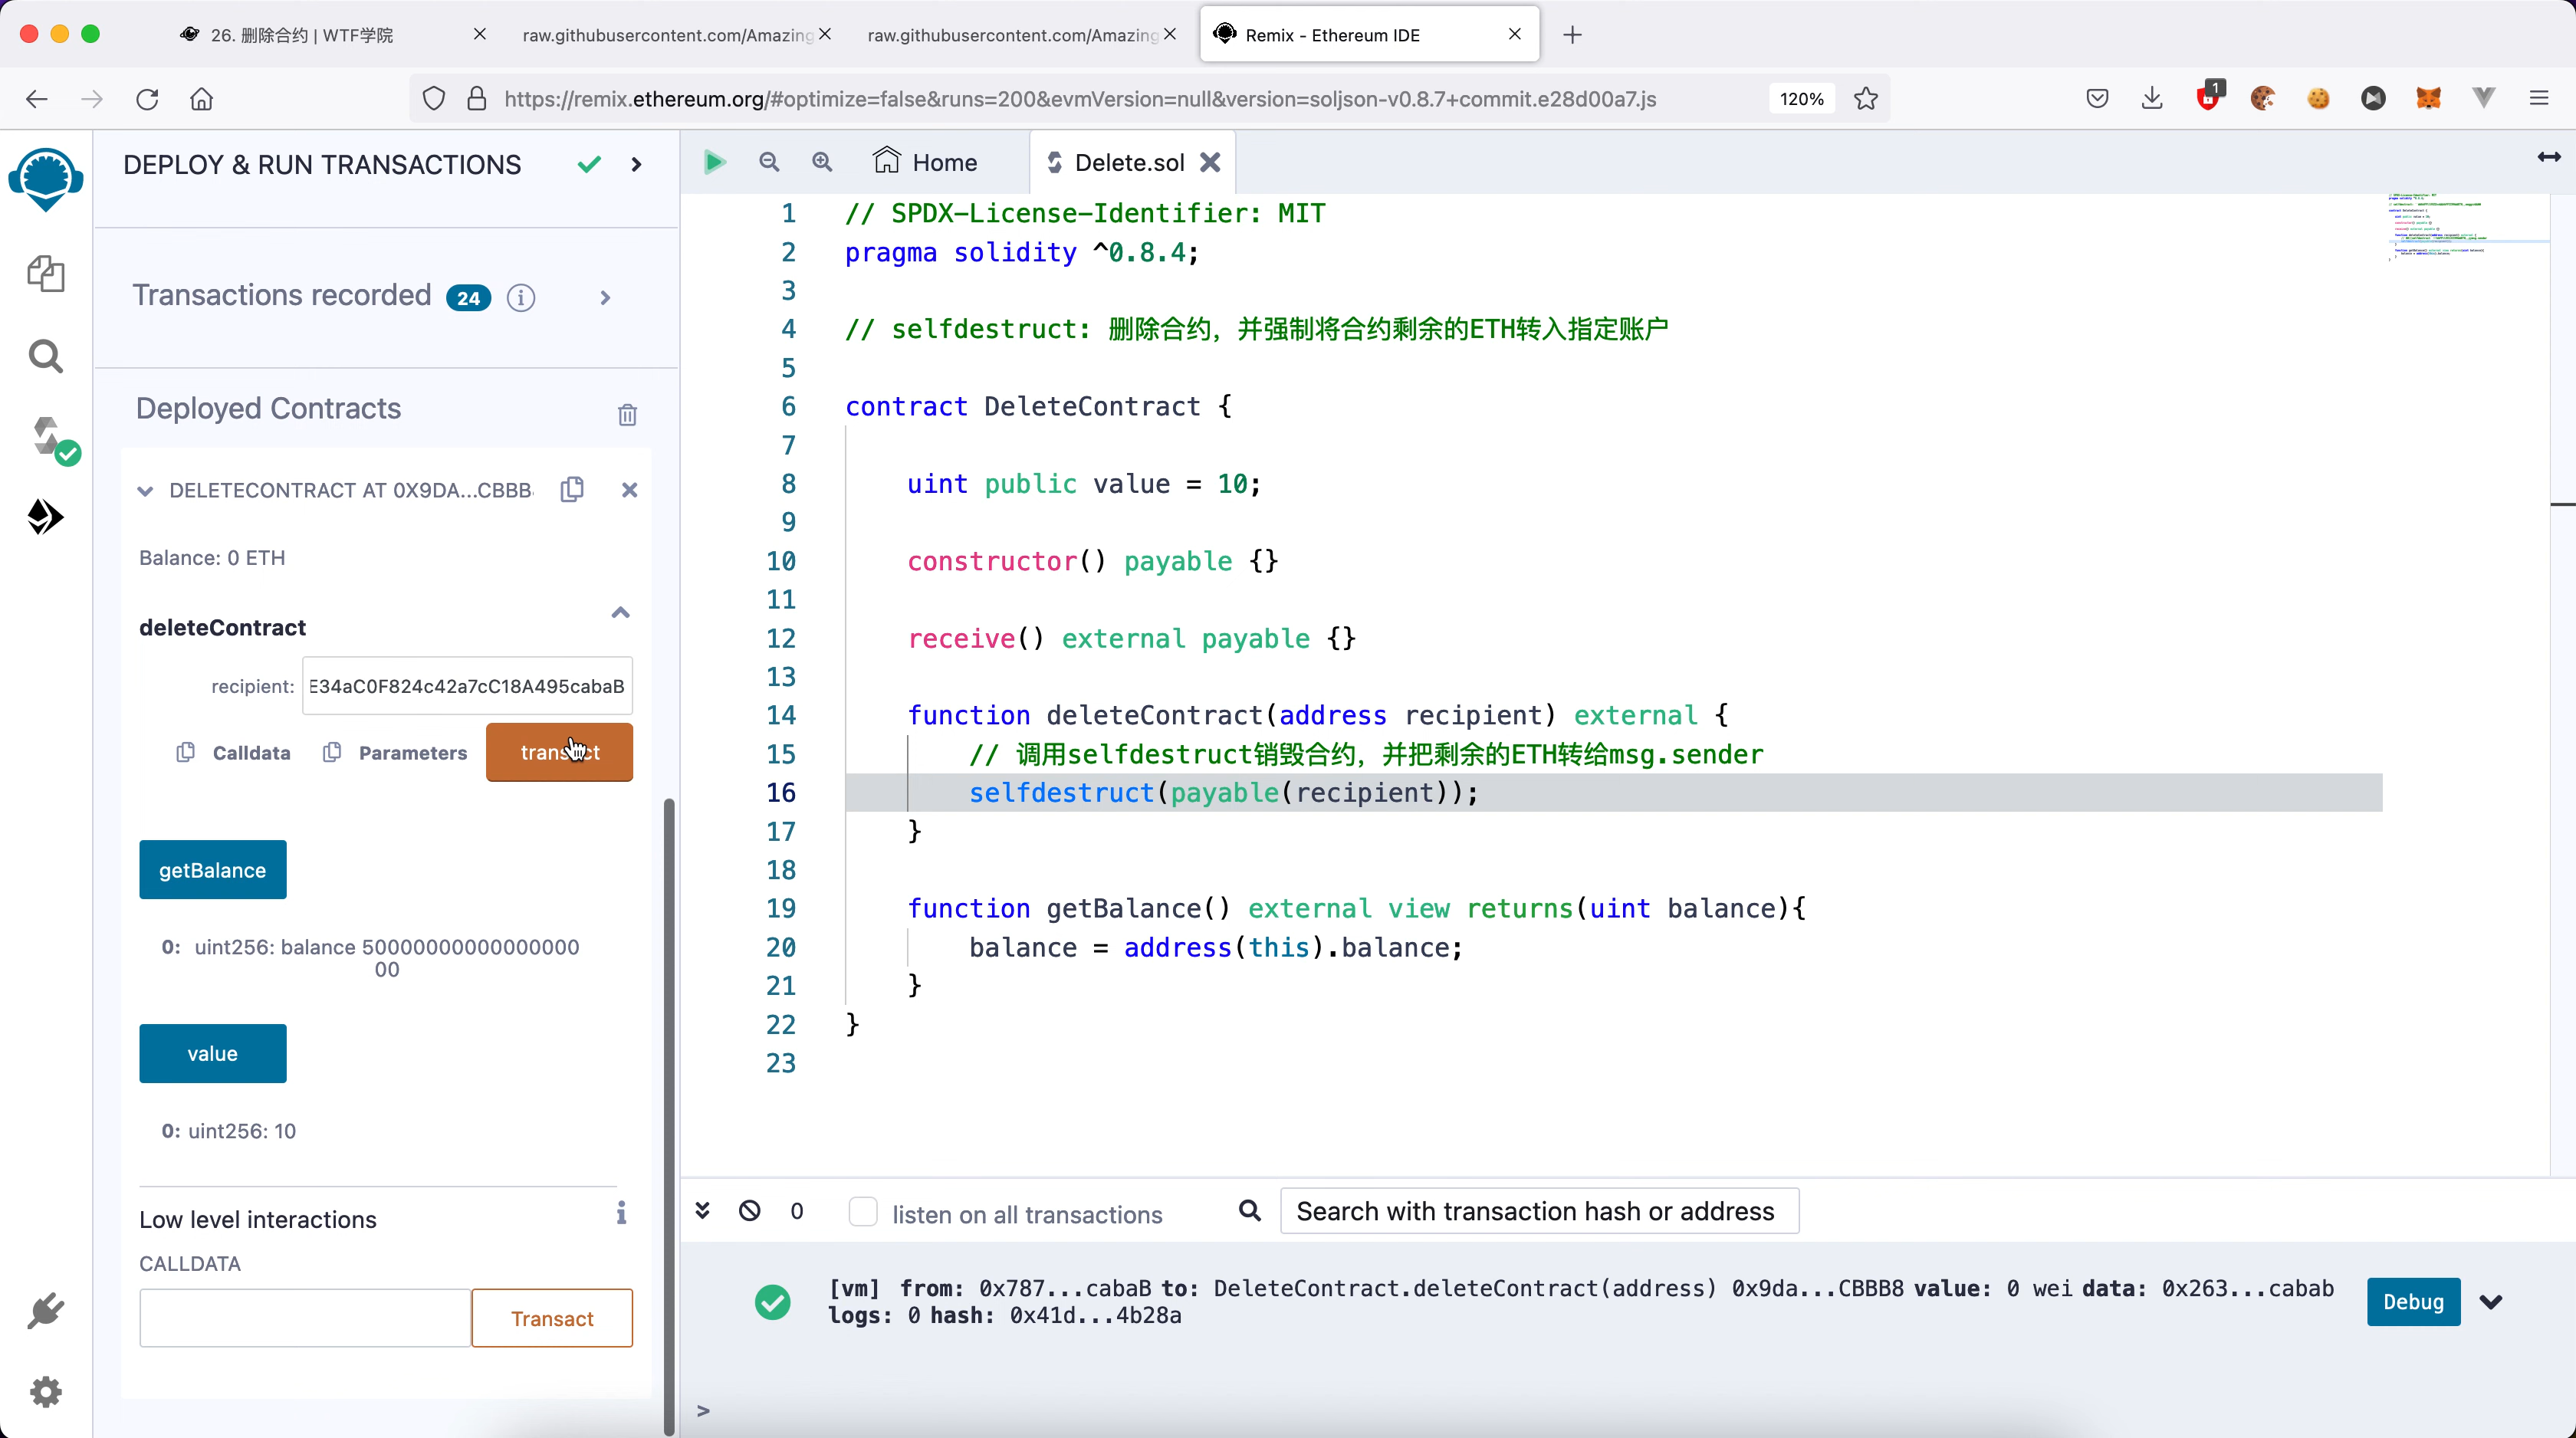 26. 删除合约 | WTF学院
raw.githubusercontent.com/Amazing
raw.githubusercontent.com/Amazing
Remix - Ethereum IDE
https://remix.ethereum.org/#optimize=false&runs=200&evmVersion=null&version=soljson-v0.8.7+commit.e28d00a7.js
120%
1
DEPLOY & RUN TRANSACTIONS
Transactions recorded 24
Deployed Contracts
DELETECONTRACT AT 0X9DA...CBBB
Balance: 0 ETH
deleteContract
recipient: E34aC0F824c42a7cC18A495cabaB
Calldata Parameters transact
getBalance
0: uint256: balance 50000000000000000
00
value
0: uint256: 10
Low level interactions
CALLDATA
Transact
Home
Delete.sol
1 // SPDX-License-Identifier: MIT
2 pragma solidity ^0.8.4;
3
4 // selfdestruct: 删除合约，并强制将合约剩余的ETH转入指定账户
5
6 contract DeleteContract {
7
8 uint public value = 10;
9
10 constructor() payable {}
11
12 receive() external payable {}
13
14 function deleteContract(address recipient) external {
15 // 调用selfdestruct销毁合约，并把剩余的ETH转给msg.sender
16 selfdestruct(payable(recipient));
17 }
18
19 function getBalance() external view returns(uint balance){
20 balance = address(this).balance;
21 }
22 }
23
0 listen on all transactions Search with transaction hash or address
[vm] from: 0x787...cabaB to: DeleteContract.deleteContract(address) 0x9da...CBBB8 value: 0 wei data: 0x263...cabab
logs: 0 hash: 0x41d...4b28a
Debug
>